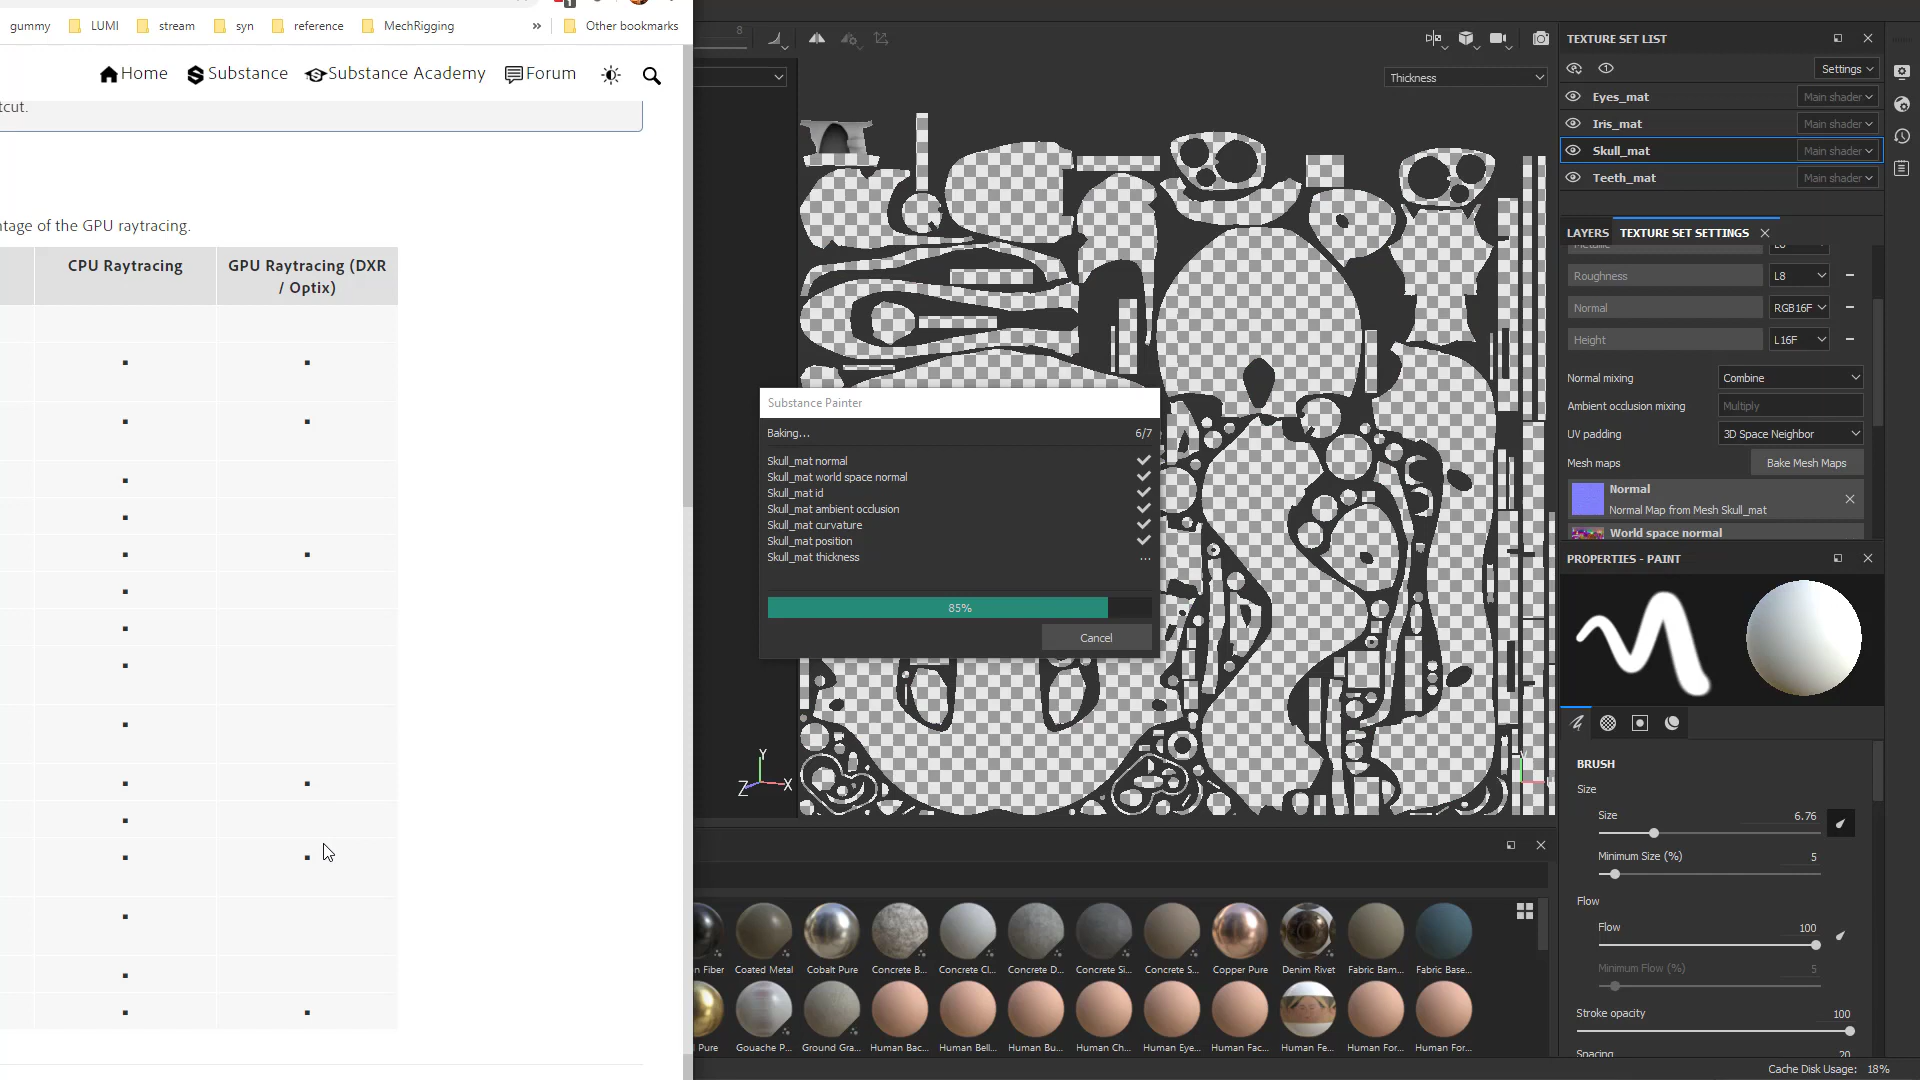 gummy
LUMI
stream
syn
reference
MechRigging
»
Other bookmarks
Home
Substance
Substance Academy
Forum
tcut.
ntage of the GPU raytracing.
CPU Raytracing
GPU Raytracing (DXR
/ Optix)
8
Thickness
Substance Painter
Baking...
6/7
Skull_mat normal
Skull_mat world space normal
Skull_mat id
Skull_mat ambient occlusion
Skull_mat curvature
Skull_mat position
Skull_mat thickness
...
85%
Cancel
Y
Z
X
n Fiber
Coated Metal
Cobalt Pure
Concrete B...
Concrete Cl...
Concrete D...
Concrete Si...
Concrete S...
Copper Pure
Denim Rivet
Fabric Bam...
Fabric Base...
l Pure
Gouache P...
Ground Gra...
Human Bac...
Human Bell...
Human Bu...
Human Ch...
Human Eye...
Human Fac...
Human Fe...
Human For...
Human For...
TEXTURE SET LIST
Settings
Eyes_mat
Main shader
Iris_mat
Main shader
Skull_mat
Main shader
Teeth_mat
Main shader
LAYERS
TEXTURE SET SETTINGS
Metallic
L8
Roughness
L8
Normal
RGB16F
Height
L16F
Normal mixing
Combine
Ambient occlusion mixing
Multiply
UV padding
3D Space Neighbor
Mesh maps
Bake Mesh Maps
Normal
Normal Map from Mesh Skull_mat
World space normal
PROPERTIES - PAINT
BRUSH
Size
Size
6.76
Minimum Size (%)
5
Flow
Flow
100
Minimum Flow (%)
5
Stroke opacity
100
Spacing
20
Cache Disk Usage: 18%